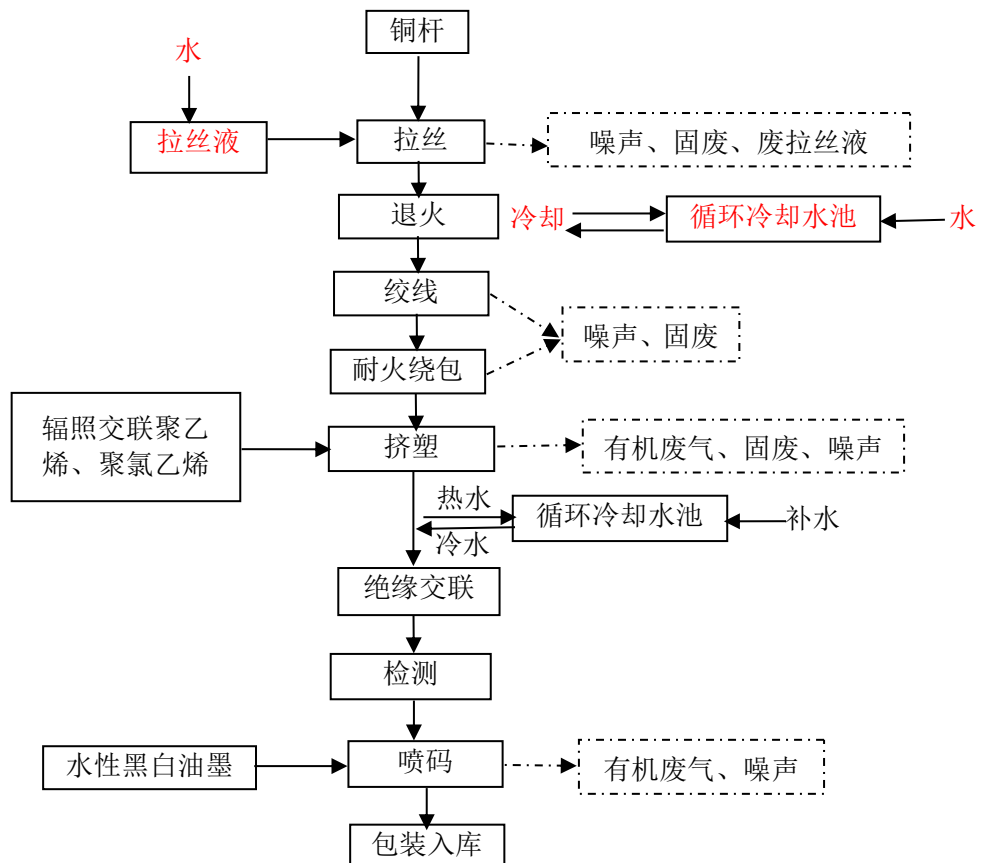 铜杆
水
拉丝液
拉丝
噪声、固废、废拉丝液
退火
冷却
循环冷却水池
水
绞线
噪声、固废
耐火绕包
辐照交联聚乙
烯、聚氯乙烯
挤塑
有机废气、固废、噪声
热水
循环冷却水池
补水
冷水
绝缘交联
检测
水性黑白油墨
喷码
有机废气、噪声
包装入库